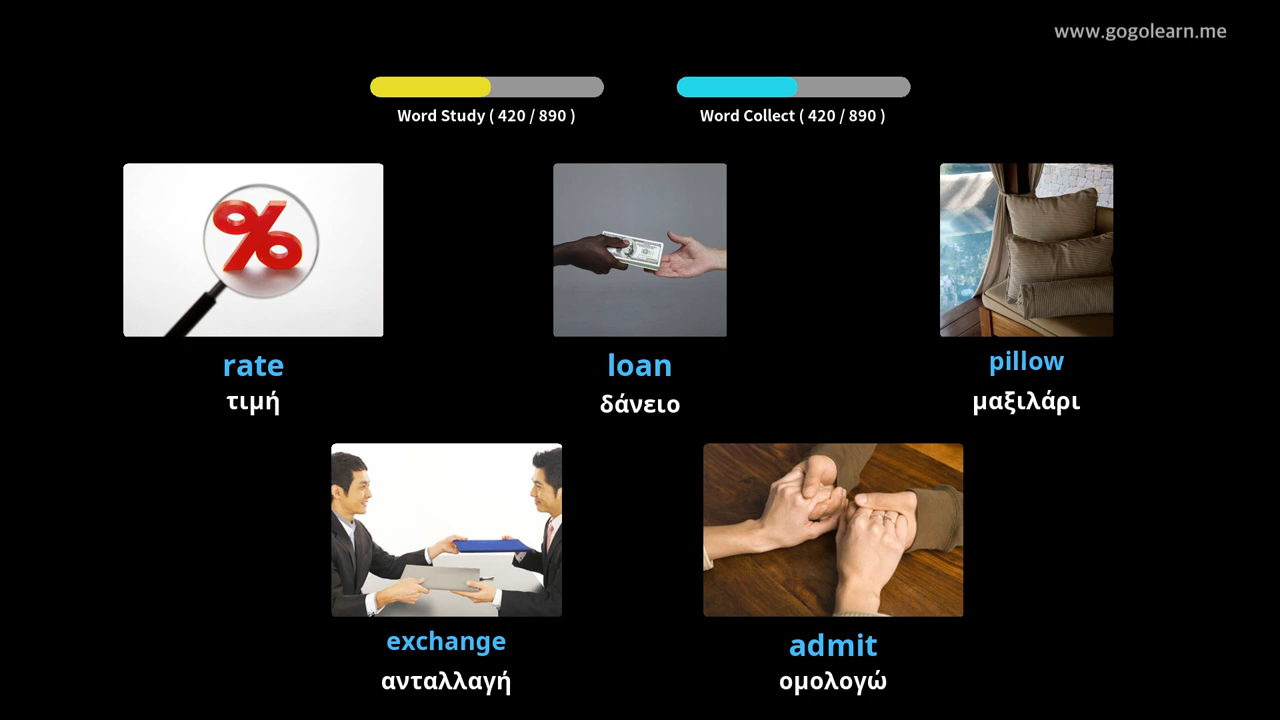 www.gogolearn.me
Word Study ( 420 / 890 )
Word Collect ( 420 / 890 )
rate
τιμή
loan
δάνειο
pillow
μαξιλάρι
exchange
ανταλλαγή
admit
ομολογώ